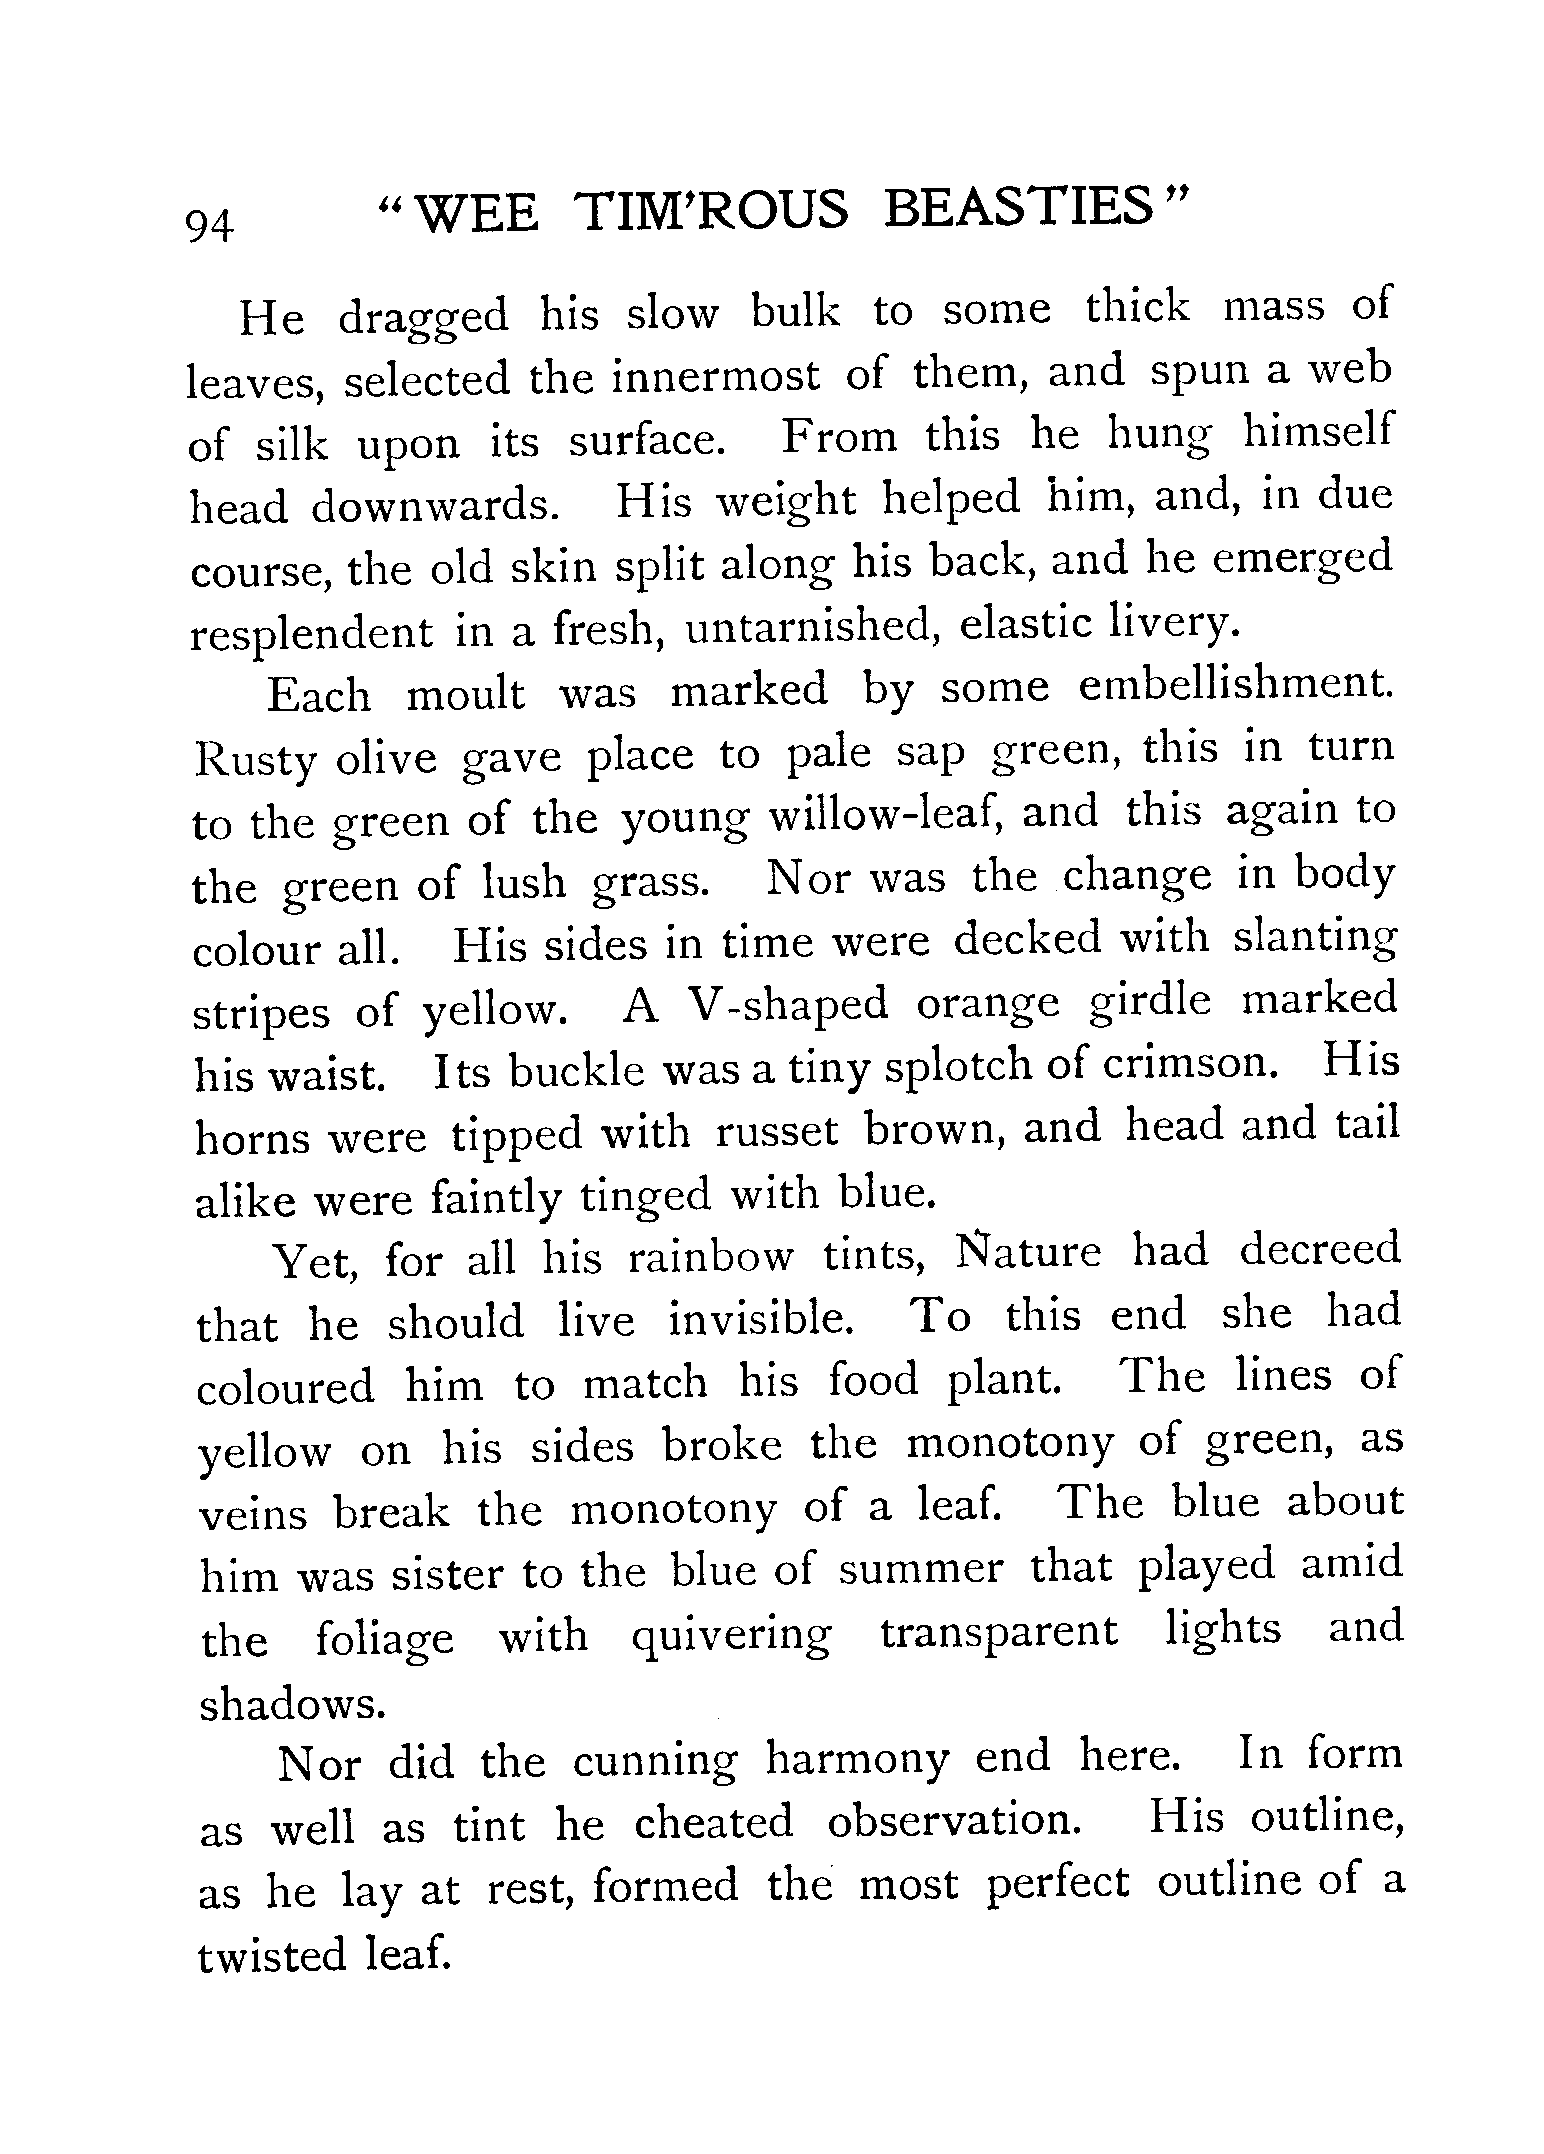 94 "WEE TIM'ROUS BEASTIES"
He dragged his slow bulk to some thick mass of
leaves, selected the innermost of them, and spun a web
of silk upon its surface. From this he hung himself
head downwards. His weight helped him, and, in due
course, the old skin split along his back, and he emerged
resplendent in a fresh, untarnished, elastic livery.
Each moult was marked by some embellishment.
Rusty olive gave place to pale sap green, this in turn
to the green of the young willow-leaf, and this again to
the green of lush grass. Nor was the change in body
colour all. His sides in time were decked with slanting
stripes of yellow. A V-shaped orange girdle marked
his waist. Its buckle was a tiny splotch of crimson. His
horns were tipped with russet brown, and head and tail
alike were faintly tinged with blue.
Yet, for all his rainbow tints, Nature had decreed
that he should live invisible. To this end she had
coloured him to match his food plant. The lines of
yellow on his sides broke the monotony of green, as
veins break the monotony of a leaf. The blue about
him was sister to the blue of summer that played amid
the foliage with quivering transparent lights and
shadows.
Nor did the cunning harmony end here. In form
as well as tint he cheated observation. His outline,
as he lay at rest, formed the most perfect outline of a
twisted leaf.